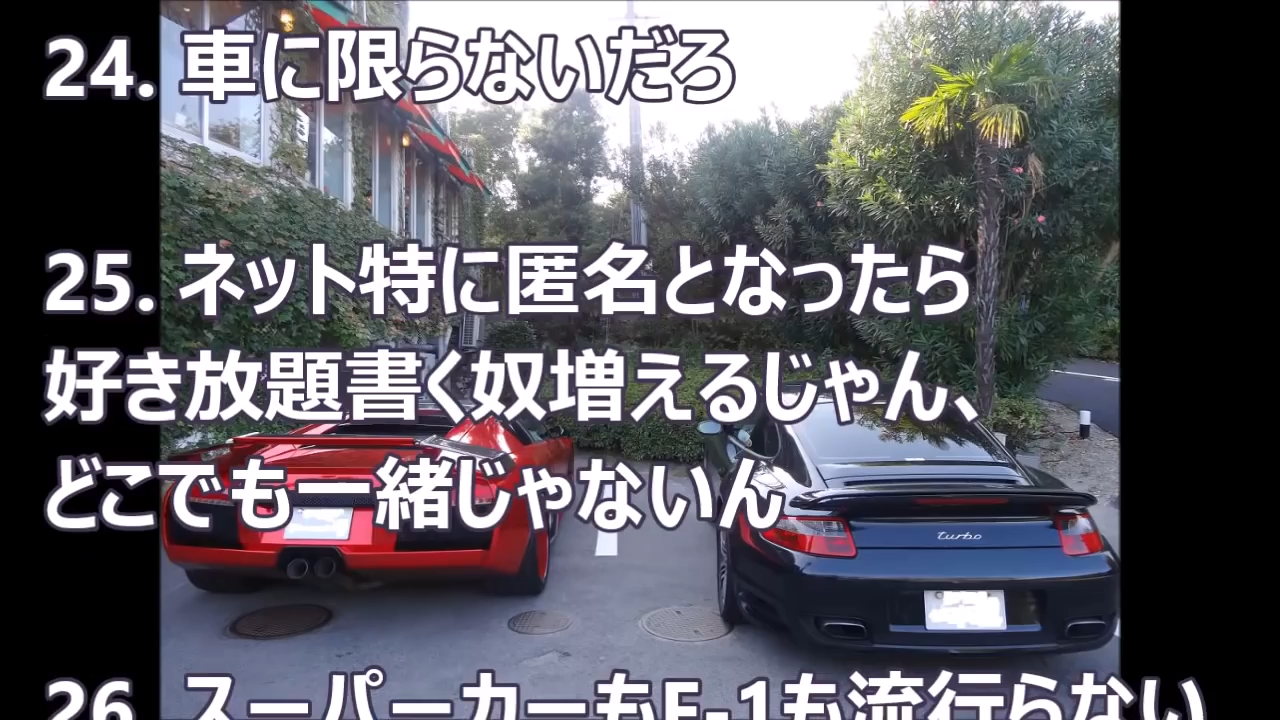 24. 車に限らないだろ
25. ネット特に匿名となったら
好き放題書く奴増えるじゃん、
どこでも一緒じゃないん
turbo
26. スーパーカーもF-1も流行らない